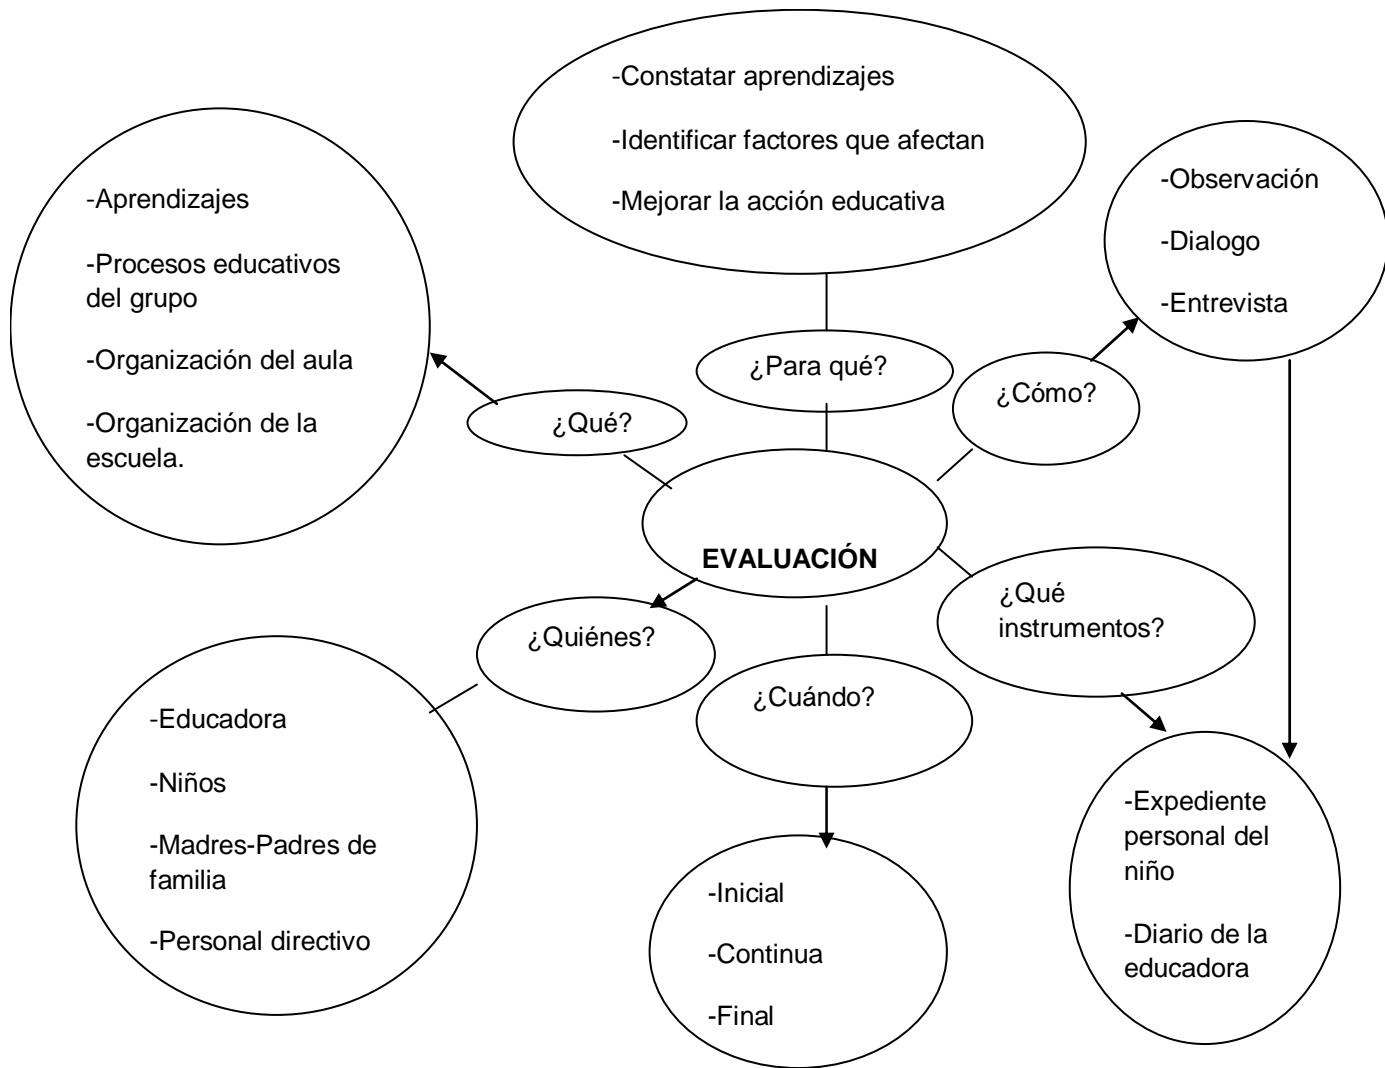 -Constatar aprendizajes
-Identificar factores que afectan
-Mejorar la acción educativa
-Aprendizajes
-Procesos educativos
del grupo
-Organización del aula
-Organización de la
escuela.
-Observación
-Dialogo
-Entrevista
¿Para qué?
¿Cómo?
¿Qué?
EVALUACIÓN
¿Qué
instrumentos?
¿Quiénes?
¿Cuándo?
-Educadora
-Niños
-Madres-Padres de
familia
-Personal directivo
-Inicial
-Continua
-Final
-Expediente
personal del
niño
-Diario de la
educadora